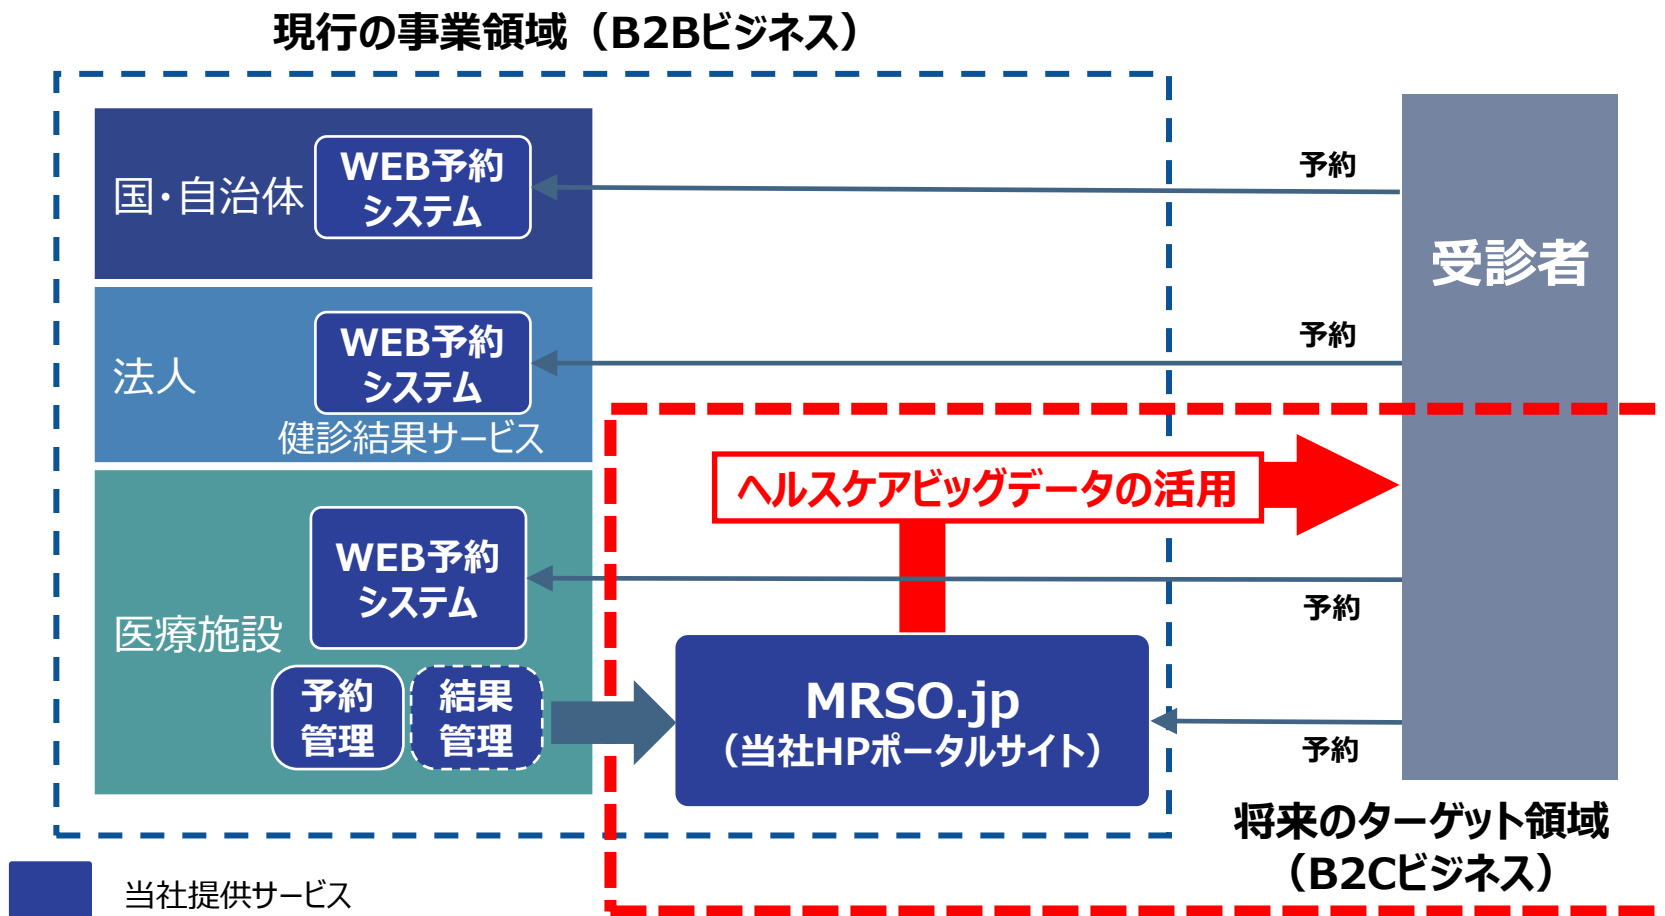 現行の事業領域（B2Bビジネス）
国・自治体
WEB予約
システム
予約
受診者
法人
WEB予約
システム
健診結果サービス
予約
ヘルスケアビッグデータの活用
医療施設
WEB予約
システム
予約
予約
管理
結果
管理
MRSO.jp
（当社HPポータルサイト）
予約
将来のターゲット領域
（B2Cビジネス）
当社提供サービス